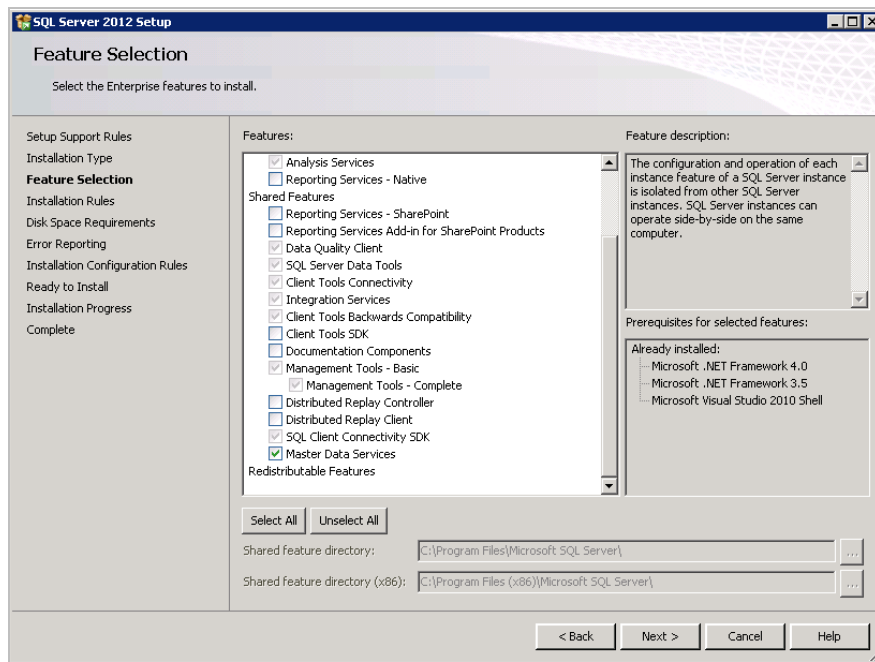 SQL Server 2012 Setup
Feature Selection
Select the Enterprise features to install.
Setup Support Rules
Installation Type
Feature Selection
Installation Rules
Disk Space Requirements
Error Reporting
Installation Configuration Rules
Ready to Install
Installation Progress
Complete
Features:
Analysis Services
Reporting Services - Native
Shared Features
Reporting Services - SharePoint
Reporting Services Add-in for SharePoint Products
Data Quality Client
SQL Server Data Tools
Client Tools Connectivity
Integration Services
Client Tools Backwards Compatibility
Client Tools SDK
Documentation Components
Management Tools - Basic
Management Tools - Complete
Distributed Replay Controller
Distributed Replay Client
SQL Client Connectivity SDK
Master Data Services
Redistributable Features
Feature description:
The configuration and operation of each
instance feature of a SQL Server instance
is isolated from other SQL Server
instances. SQL Server instances can
operate side-by-side on the same
computer.
Prerequisites for selected features:
Already installed:
Microsoft .NET Framework 4.0
Microsoft .NET Framework 3.5
Microsoft Visual Studio 2010 Shell
Select All
Unselect All
Shared feature directory:
C:\Program Files\Microsoft SQL Server\
...
Shared feature directory (x86):
C:\Program Files (x86)\Microsoft SQL Server\
...
< Back
Next >
Cancel
Help